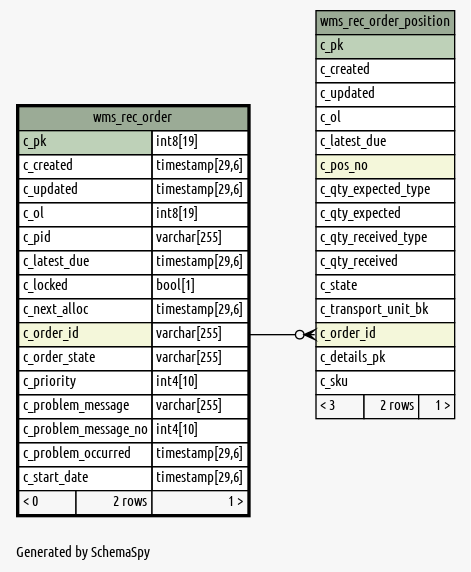 wms_rec_order
c_pk int8[19]
c_created timestamp[29,6]
c_updated timestamp[29,6]
c_ol int8[19]
c_pid varchar[255]
c_latest_due timestamp[29,6]
c_locked bool[1]
c_next_alloc timestamp[29,6]
c_order_id varchar[255]
c_order_state varchar[255]
c_priority int4[10]
c_problem_message varchar[255]
c_problem_message_no int4[10]
c_problem_occurred timestamp[29,6]
c_start_date timestamp[29,6]
< 0 2 rows 1 >
wms_rec_order_position
c_pk
c_created
c_updated
c_ol
c_latest_due
c_pos_no
c_qty_expected_type
c_qty_expected
c_qty_received_type
c_qty_received
c_state
c_transport_unit_bk
c_order_id
c_details_pk
c_sku
< 3 2 rows 1 >
Generated by SchemaSpy